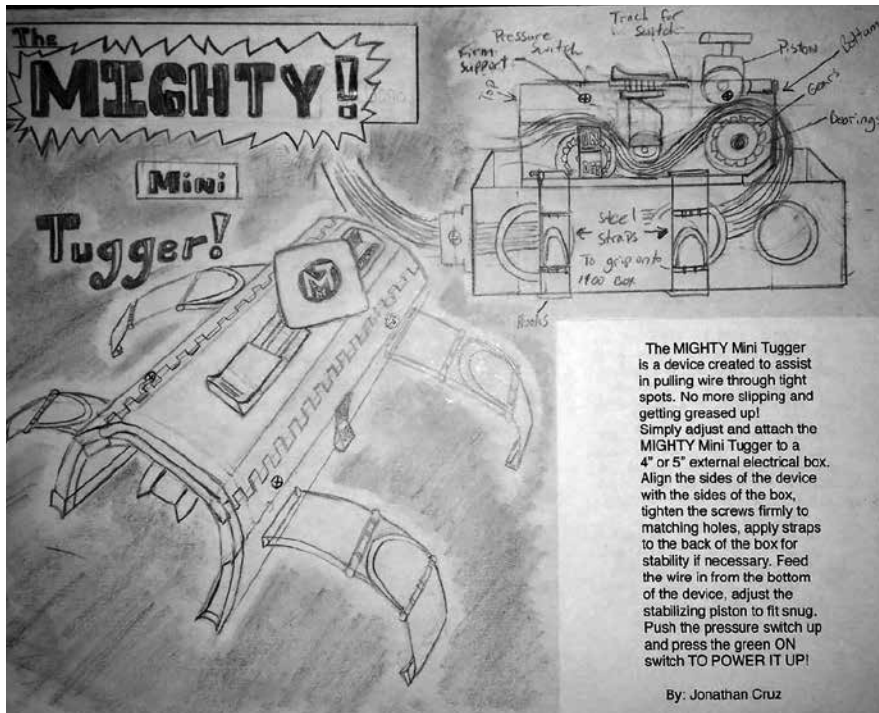 The
MIGHTY!
Mini
Tugger!
M
M
Pressure
Switch
Firm
support
Track for
Switch
Piston
Bottom
Gears
Bearings
Top
ON
Steel
straps
To grip onto
1900 Box
Hooks
The MIGHTY Mini Tugger
is a device created to assist
in pulling wire through tight
spots. No more slipping and
getting greased up!
Simply adjust and attach the
MIGHTY Mini Tugger to a
4" or 5" external electrical box.
Align the sides of the device
with the sides of the box,
tighten the screws firmly to
matching holes, apply straps
to the back of the box for
stability if necessary. Feed
the wire in from the bottom
of the device, adjust the
stabilizing piston to fit snug.
Push the pressure switch up
and press the green ON
switch TO POWER IT UP!
By: Jonathan Cruz